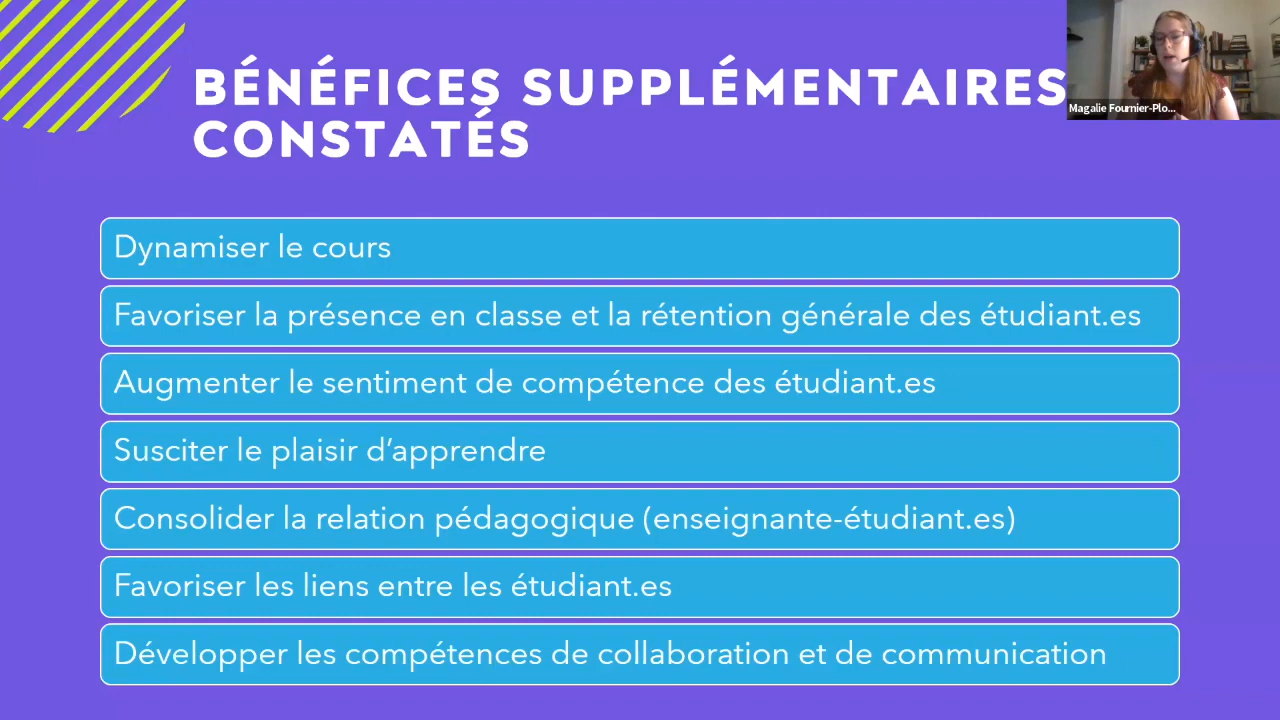 BÉNÉFICES SUPPLÉMENTAIRES
CONSTATÉS
Magalie Fournier-Plo...
Dynamiser le cours
Favoriser la présence en classe et la rétention générale des étudiant.es
Augmenter le sentiment de compétence des étudiant.es
Susciter le plaisir d’apprendre
Consolider la relation pédagogique (enseignante-étudiant.es)
Favoriser les liens entre les étudiant.es
Développer les compétences de collaboration et de communication